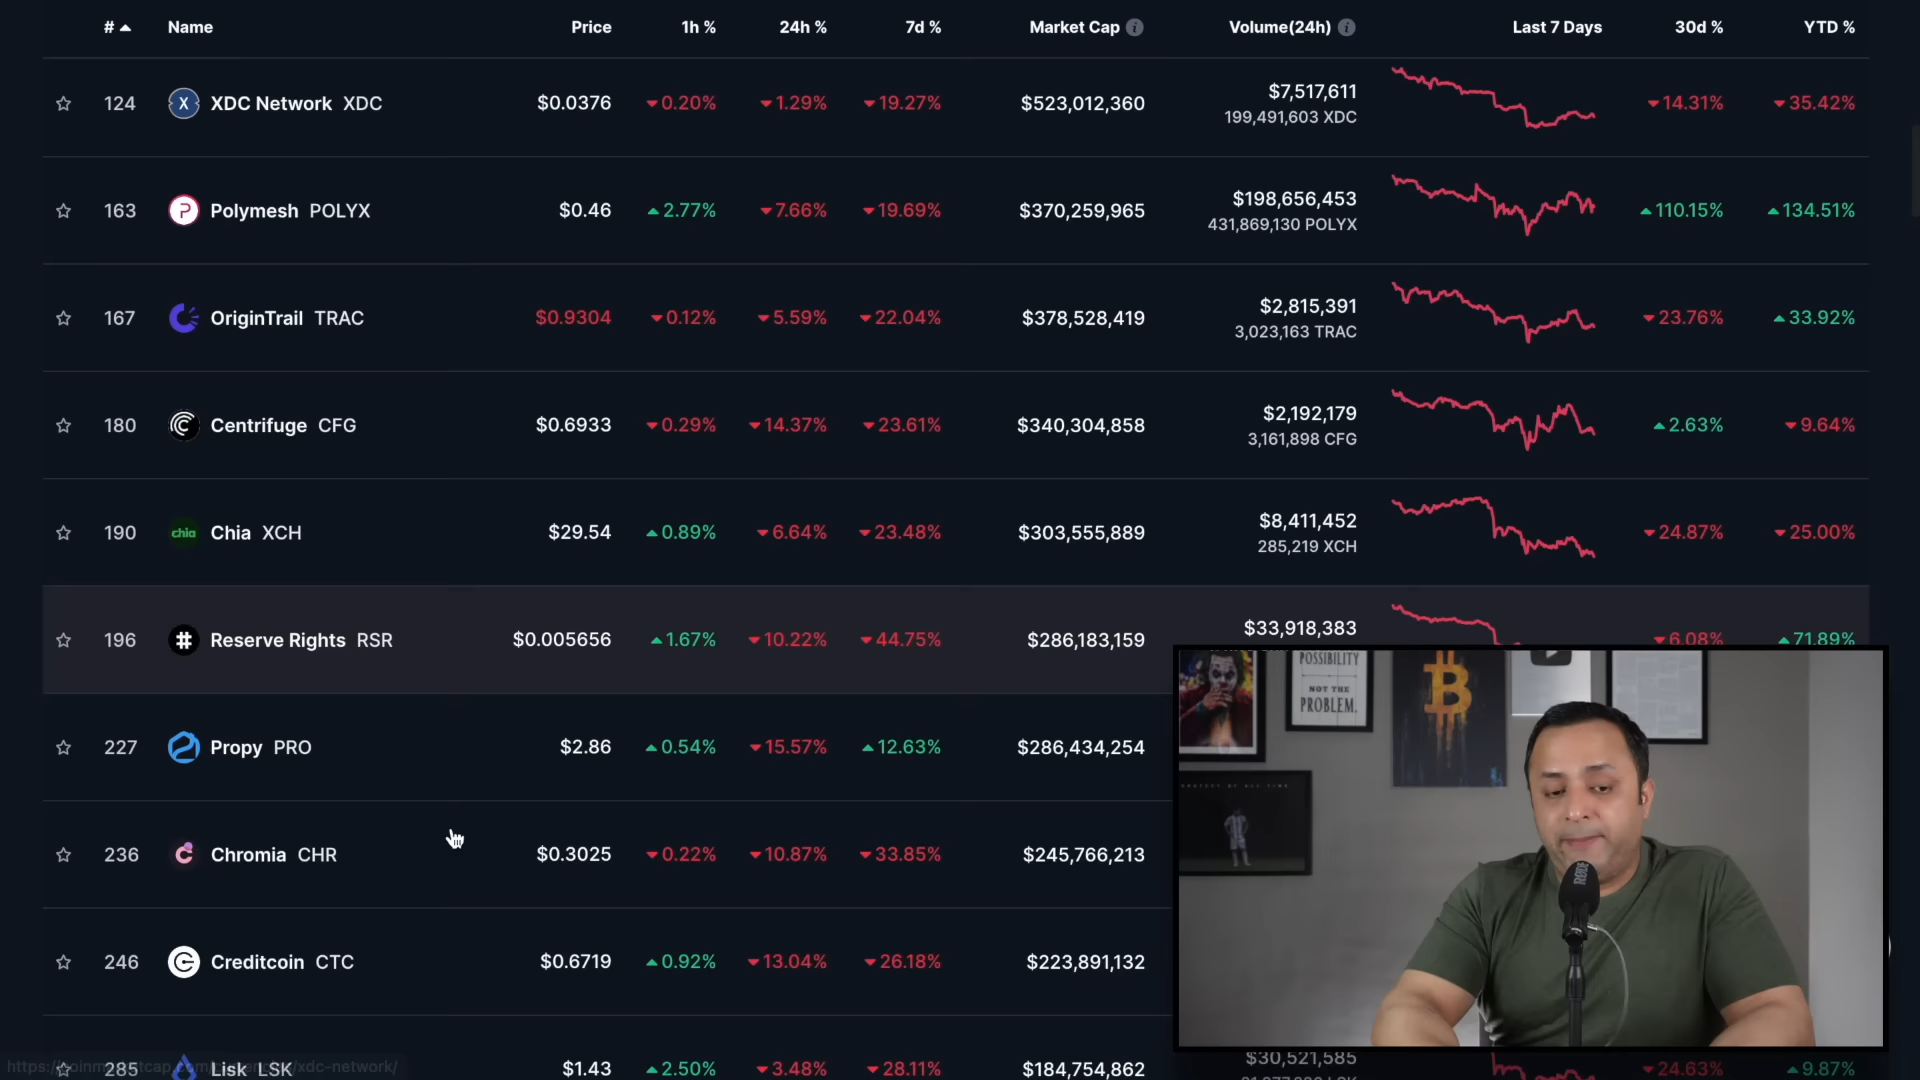 # Name Price 1h % 24h % 7d % Market Cap Volume(24h) Last 7 Days 30d % YTD %
124 XDC Network XDC $0.0376 0.20% 1.29% 19.27% $523,012,360 $7,517,611 14.31% 35.42%
199,491,603 XDC
163 Polymesh POLYX $0.46 2.77% 7.66% 19.69% $370,259,965 $198,656,453 110.15% 134.51%
431,869,130 POLYX
167 OriginTrail TRAC $0.9304 0.12% 5.59% 22.04% $378,528,419 $2,815,391 23.76% 33.92%
3,023,163 TRAC
180 Centrifuge CFG $0.6933 0.29% 14.37% 23.61% $340,304,858 $2,192,179 2.63% 9.64%
3,161,898 CFG
190 chia Chia XCH $29.54 0.89% 6.64% 23.48% $303,555,889 $8,411,452 24.87% 25.00%
285,219 XCH
196 Reserve Rights RSR $0.005656 1.67% 10.22% 44.75% $286,183,159 $33,918,383 6.08% 71.89%
227 Propy PRO $2.86 0.54% 15.57% 12.63% $286,434,254
236 Chromia CHR $0.3025 0.22% 10.87% 33.85% $245,766,213
246 Creditcoin CTC $0.6719 0.92% 13.04% 26.18% $223,891,132
285 Lisk LSK $1.43 2.50% 3.48% 28.11% $184,754,862 $30,521,585 24.63% 9.87%
POSSIBILITY
NOT THE
PROBLEM.
RØDE